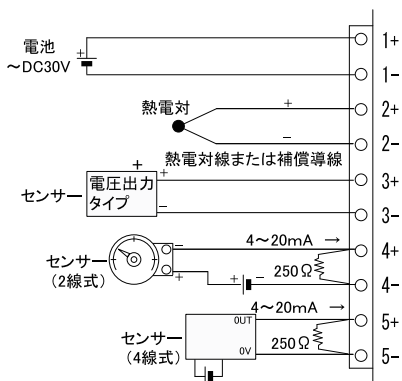 電池
～DC30V
+
1+
1-
熱電対
+
−
2+
2-
熱電対線または補償導線
センサー
+
電圧出力
タイプ
+
−
3+
3-
センサー
(2線式)
−
+
4～20mA →
250Ω
+
−
4+
4-
センサー
(4線式)
OUT
0V
4～20mA →
250Ω
5+
5-